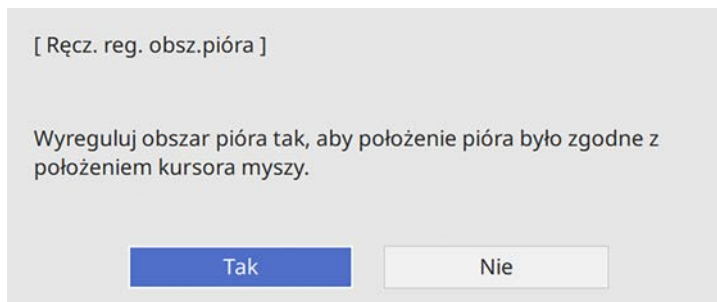 [ Ręcz. reg. obsz.pióra ]
Wyreguluj obszar pióra tak, aby położenie pióra było zgodne z
położeniem kursora myszy.
Tak
Nie